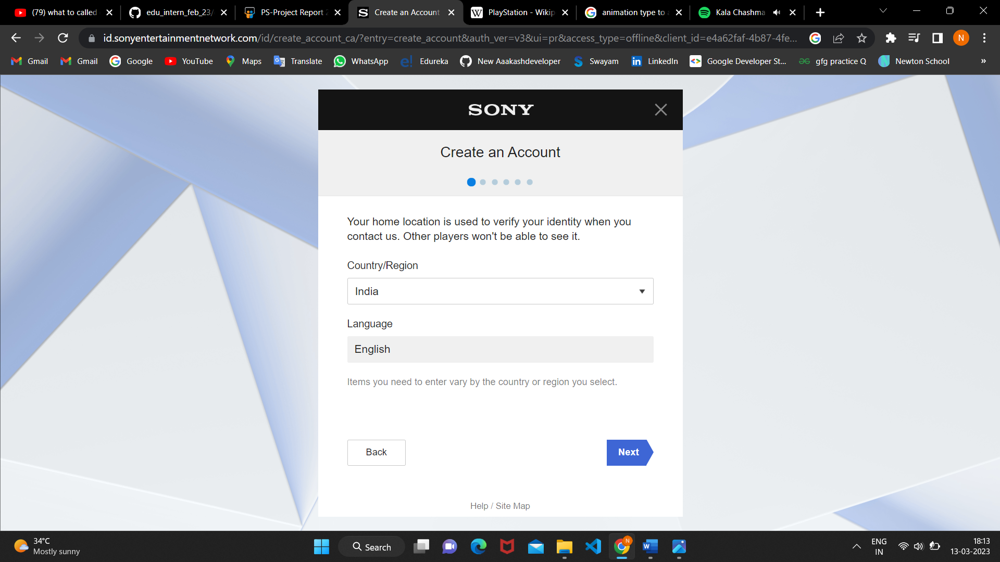 (79) what to called
edu_intern_feb_23/
PS-Project Report
Create an Account
PlayStation - Wikip
animation type to
Kala Chashma
id.sonyentertainmentnetwork.com/id/create_account_ca/?entry=create_account&auth_ver=v3&ui=pr&access_type=offline&client_id=e4a62faf-4b87-4fe...
N
Gmail
Gmail
Google
YouTube
Maps
Translate
WhatsApp
Edureka
New Aaakashdeveloper
Swayam
LinkedIn
Google Developer St...
gfg practice Q
Newton School
»
SONY
Create an Account
Your home location is used to verify your identity when you
contact us. Other players won't be able to see it.
Country/Region
India
Language
English
Items you need to enter vary by the country or region you select.
Back
Next
Help / Site Map
34°C
Mostly sunny
Search
ENG
IN
18:13
13-03-2023